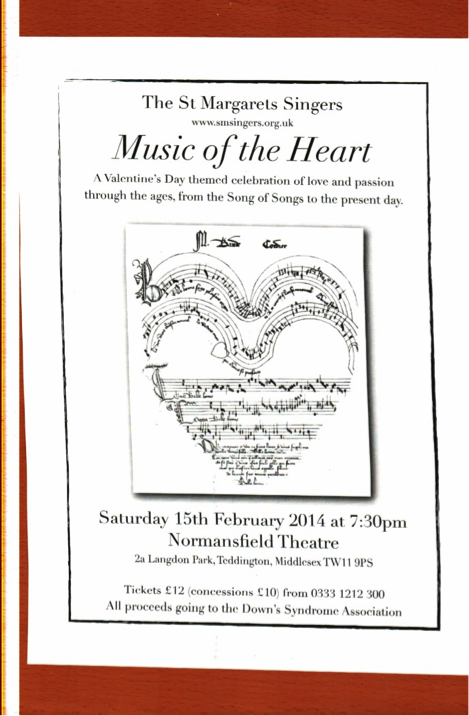 The St Margarets Singers
www.smsingers.org.uk
Music of the Heart
A Valentine's Day themed celebration of love and passion
through the ages, from the Song of Songs to the present day.
Saturday 15th February 2014 at 7:30pm
Normansfield Theatre
2a Langdon Park, Teddington, Middlesex TW11 9PS
Tickets £12 (concessions £10) from 0333 1212 300
All proceeds going to the Down's Syndrome Association